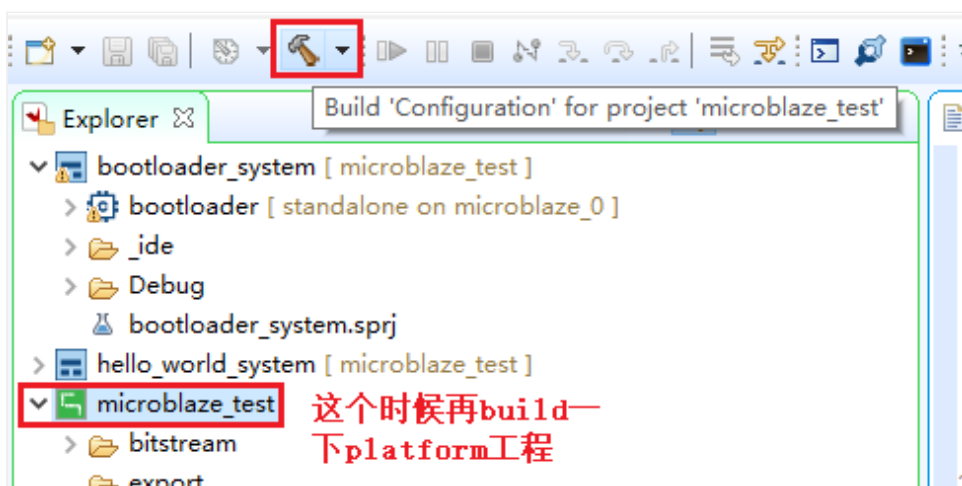 Build 'Configuration' for project 'microblaze_test'
Explorer
bootloader_system [ microblaze_test ]
bootloader [ standalone on microblaze_0 ]
_ide
Debug
bootloader_system.sprj
hello_world_system [ microblaze_test ]
microblaze_test
这个时候再build一
下platform工程
bitstream
export